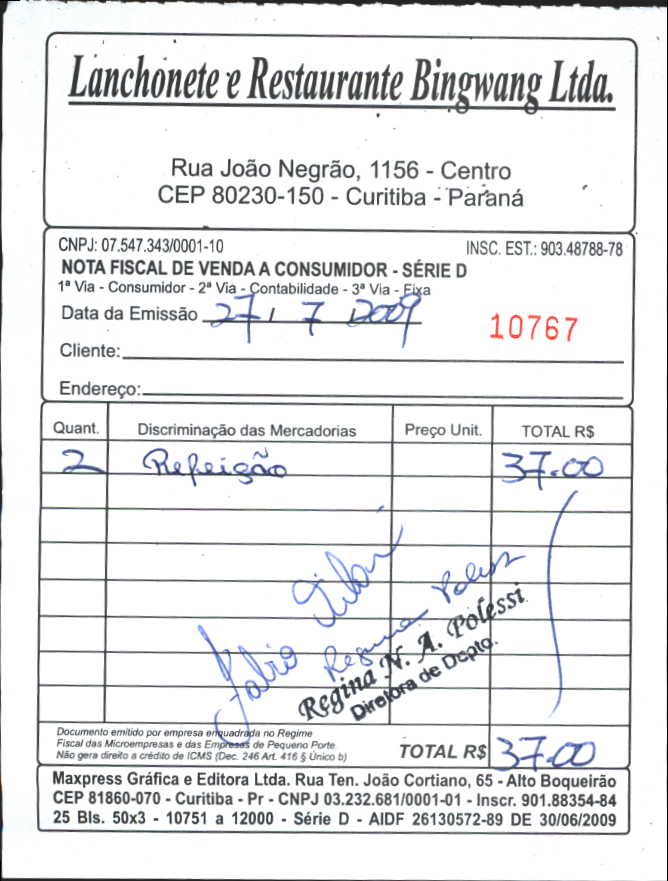 Lanchonete e Restaurante Bingwang Ltda.
Rua João Negrão, 1156 - Centro
CEP 80230-150 - Curitiba - Paraná
CNPJ: 07.547.343/0001-10 INSC. EST.: 903.48788-78
NOTA FISCAL DE VENDA A CONSUMIDOR - SÉRIE D
1ª Via - Consumidor - 2ª Via - Contabilidade - 3ª Via - Fixa
Data da Emissão 27 / 7 / 2009
10767
Cliente:
Endereço:
Quant. Discriminação das Mercadorias Preço Unit. TOTAL R$
2 Refeição 37.00
Fabio
Regina Polessi
Regina N. A. Polessi
Diretora de Depto.
Documento emitido por empresa enquadrada no Regime
Fiscal das Microempresas e das Empresas de Pequeno Porte.
Não gera direito a crédito de ICMS (Dec. 246 Art. 416 § Único b)
TOTAL R$ 37.00
Maxpress Gráfica e Editora Ltda. Rua Ten. João Cortiano, 65 - Alto Boqueirão
CEP 81860-070 - Curitiba - Pr - CNPJ 03.232.681/0001-01 - Inscr. 901.88354-84
25 Bls. 50x3 - 10751 a 12000 - Série D - AIDF 26130572-89 DE 30/06/2009